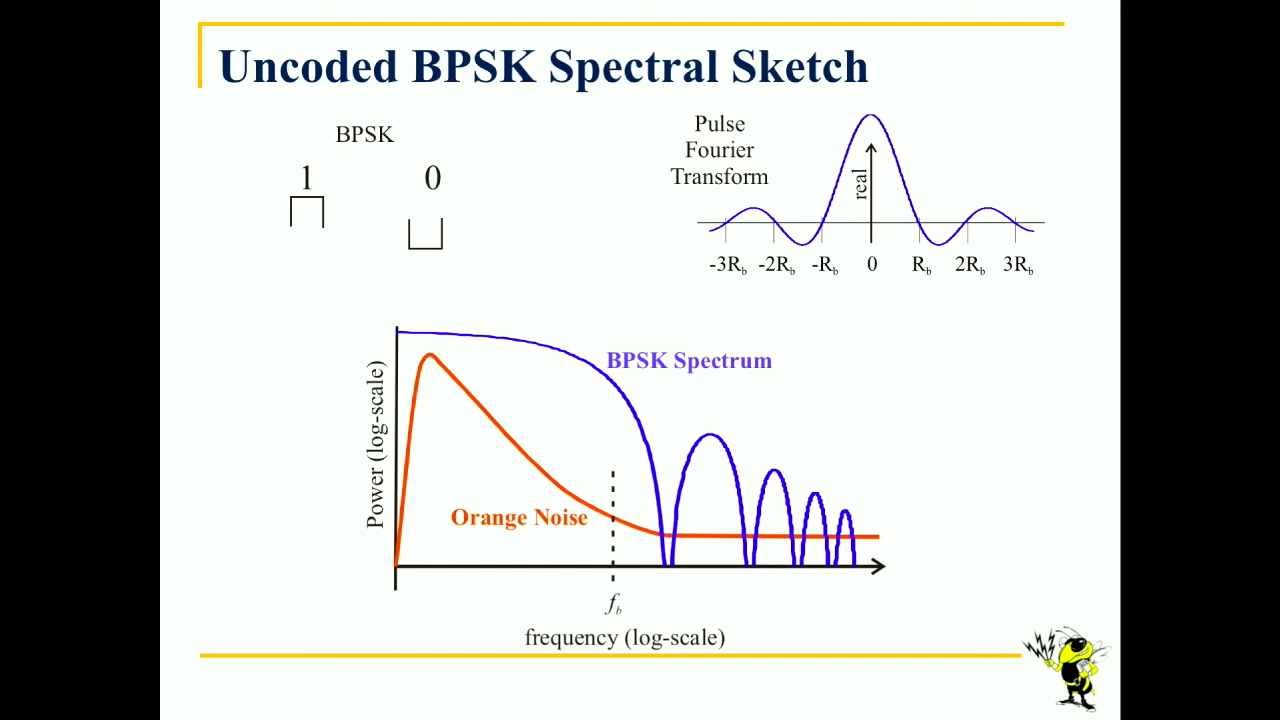 Uncoded BPSK Spectral Sketch
BPSK
1 0
Pulse
Fourier
Transform
real
-3Rb -2Rb -Rb 0 Rb 2Rb 3Rb
Power (log-scale)
BPSK Spectrum
Orange Noise
fb
frequency (log-scale)